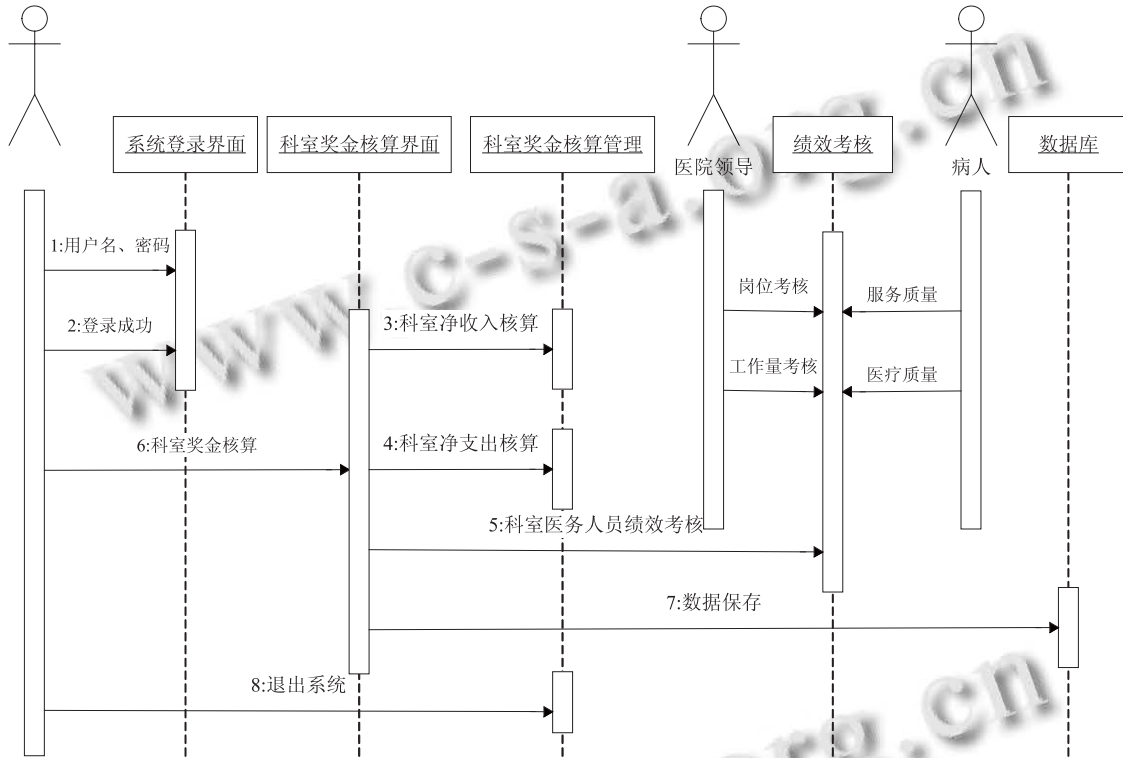 系统登录界面
科室奖金核算界面
科室奖金核算管理
医院领导
绩效考核
病人
数据库
1:用户名、密码
2:登录成功
3:科室净收入核算
岗位考核
服务质量
工作量考核
医疗质量
6:科室奖金核算
4:科室净支出核算
5:科室医务人员绩效考核
7:数据保存
8:退出系统
www.c-s-a.org.cn
org.cn